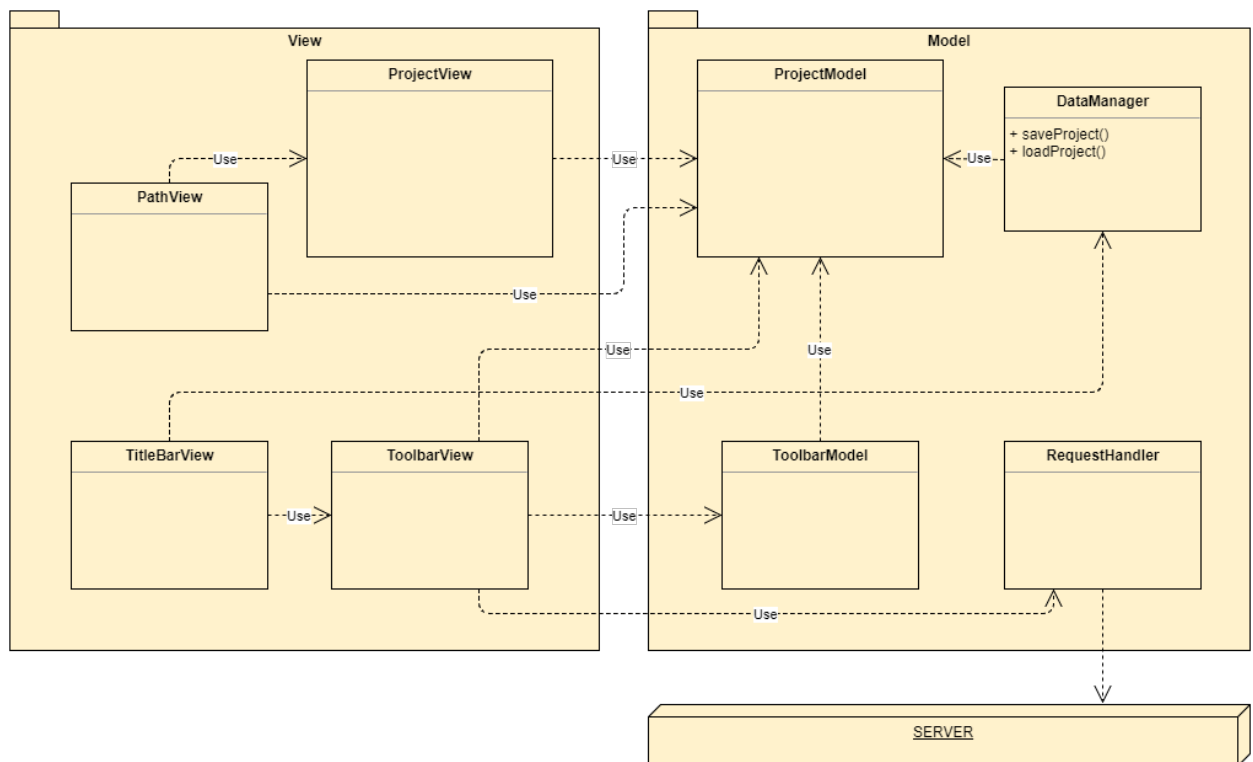 View
Model
ProjectView
ProjectModel
DataManager
+ saveProject()
+ loadProject()
Use
Use
Use
PathView
Use
Use
Use
Use
TitleBarView
ToolbarView
ToolbarModel
RequestHandler
Use
Use
Use
SERVER